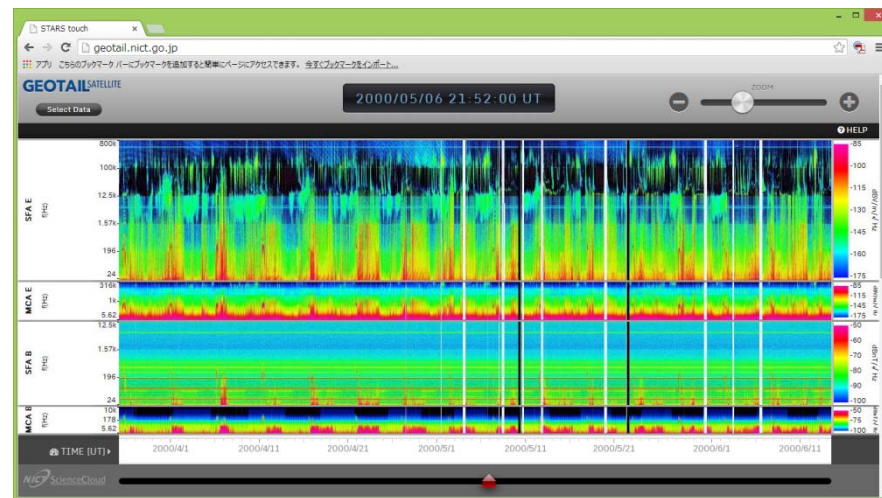 STARS touch
geotail.nict.go.jp
アプリ こちらのブックマーク バーにブックマークを追加すると簡単にページにアクセスできます。 今すぐブックマークをインポート...
GEOTAIL SATELLITE
Select Data
2000/05/06 21:52:00 UT
ZOOM
HELP
SFA E
f(Hz)
800k
100k
12.5k
1.57k
196
24
-85
-100
-115
-130
-145
-160
-175
MCA E
f(Hz)
316k
1k
5.62
-85
-115
-145
-175
SFA B
f(Hz)
12.5k
1.57k
196
24
-50
-60
-70
-80
-90
-100
MCA B
f(Hz)
10k
178
5.62
-50
-75
-100
TIME [UT]
2000/4/1
2000/4/11
2000/4/21
2000/5/1
2000/5/11
2000/5/21
2000/6/1
2000/6/11
NICT ScienceCloud